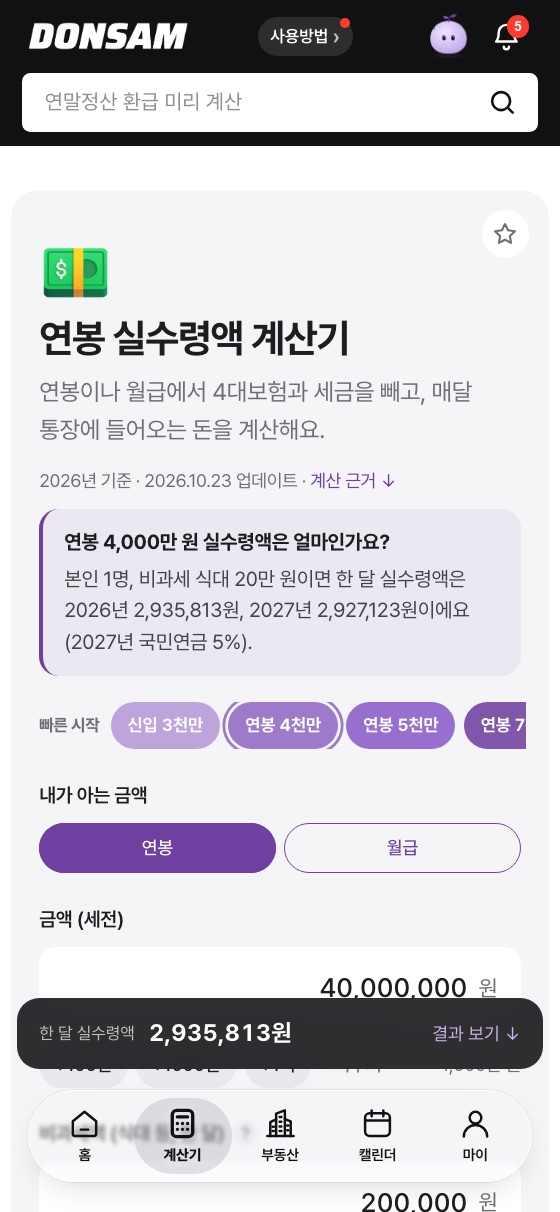 DONSAM
사용방법 ›
5
연말정산 환급 미리 계산
연봉 실수령액 계산기
연봉이나 월급에서 4대보험과 세금을 빼고, 매달
통장에 들어오는 돈을 계산해요.
2026년 기준 · 2026.10.23 업데이트 · 계산 근거 ↓
연봉 4,000만 원 실수령액은 얼마인가요?
본인 1명, 비과세 식대 20만 원이면 한 달 실수령액은
2026년 2,935,813원, 2027년 2,927,123원이에요
(2027년 국민연금 5%).
빠른 시작 신입 3천만 연봉 4천만 연봉 5천만 연봉 7
내가 아는 금액
연봉 월급
금액 (세전)
40,000,000 원
한 달 실수령액 2,935,813원 결과 보기 ↓
홈 계산기 부동산 캘린더 마이
200,000 원